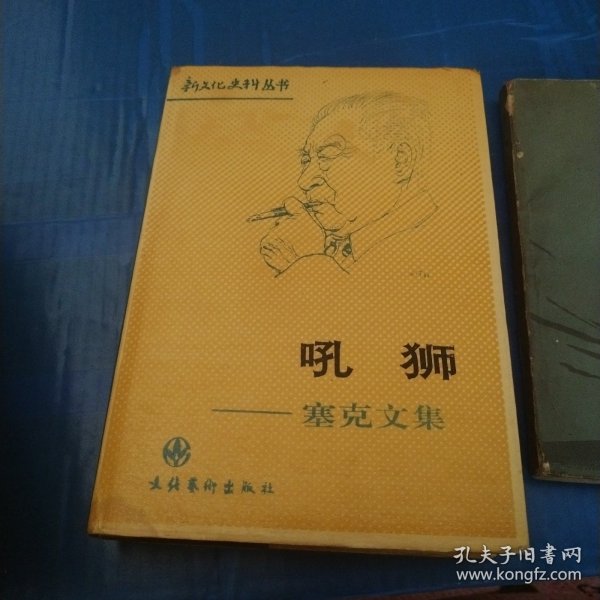 新文化史料丛书
吼狮
——塞克文集
文化艺术出版社
孔夫子旧书网
www.kongfz.com